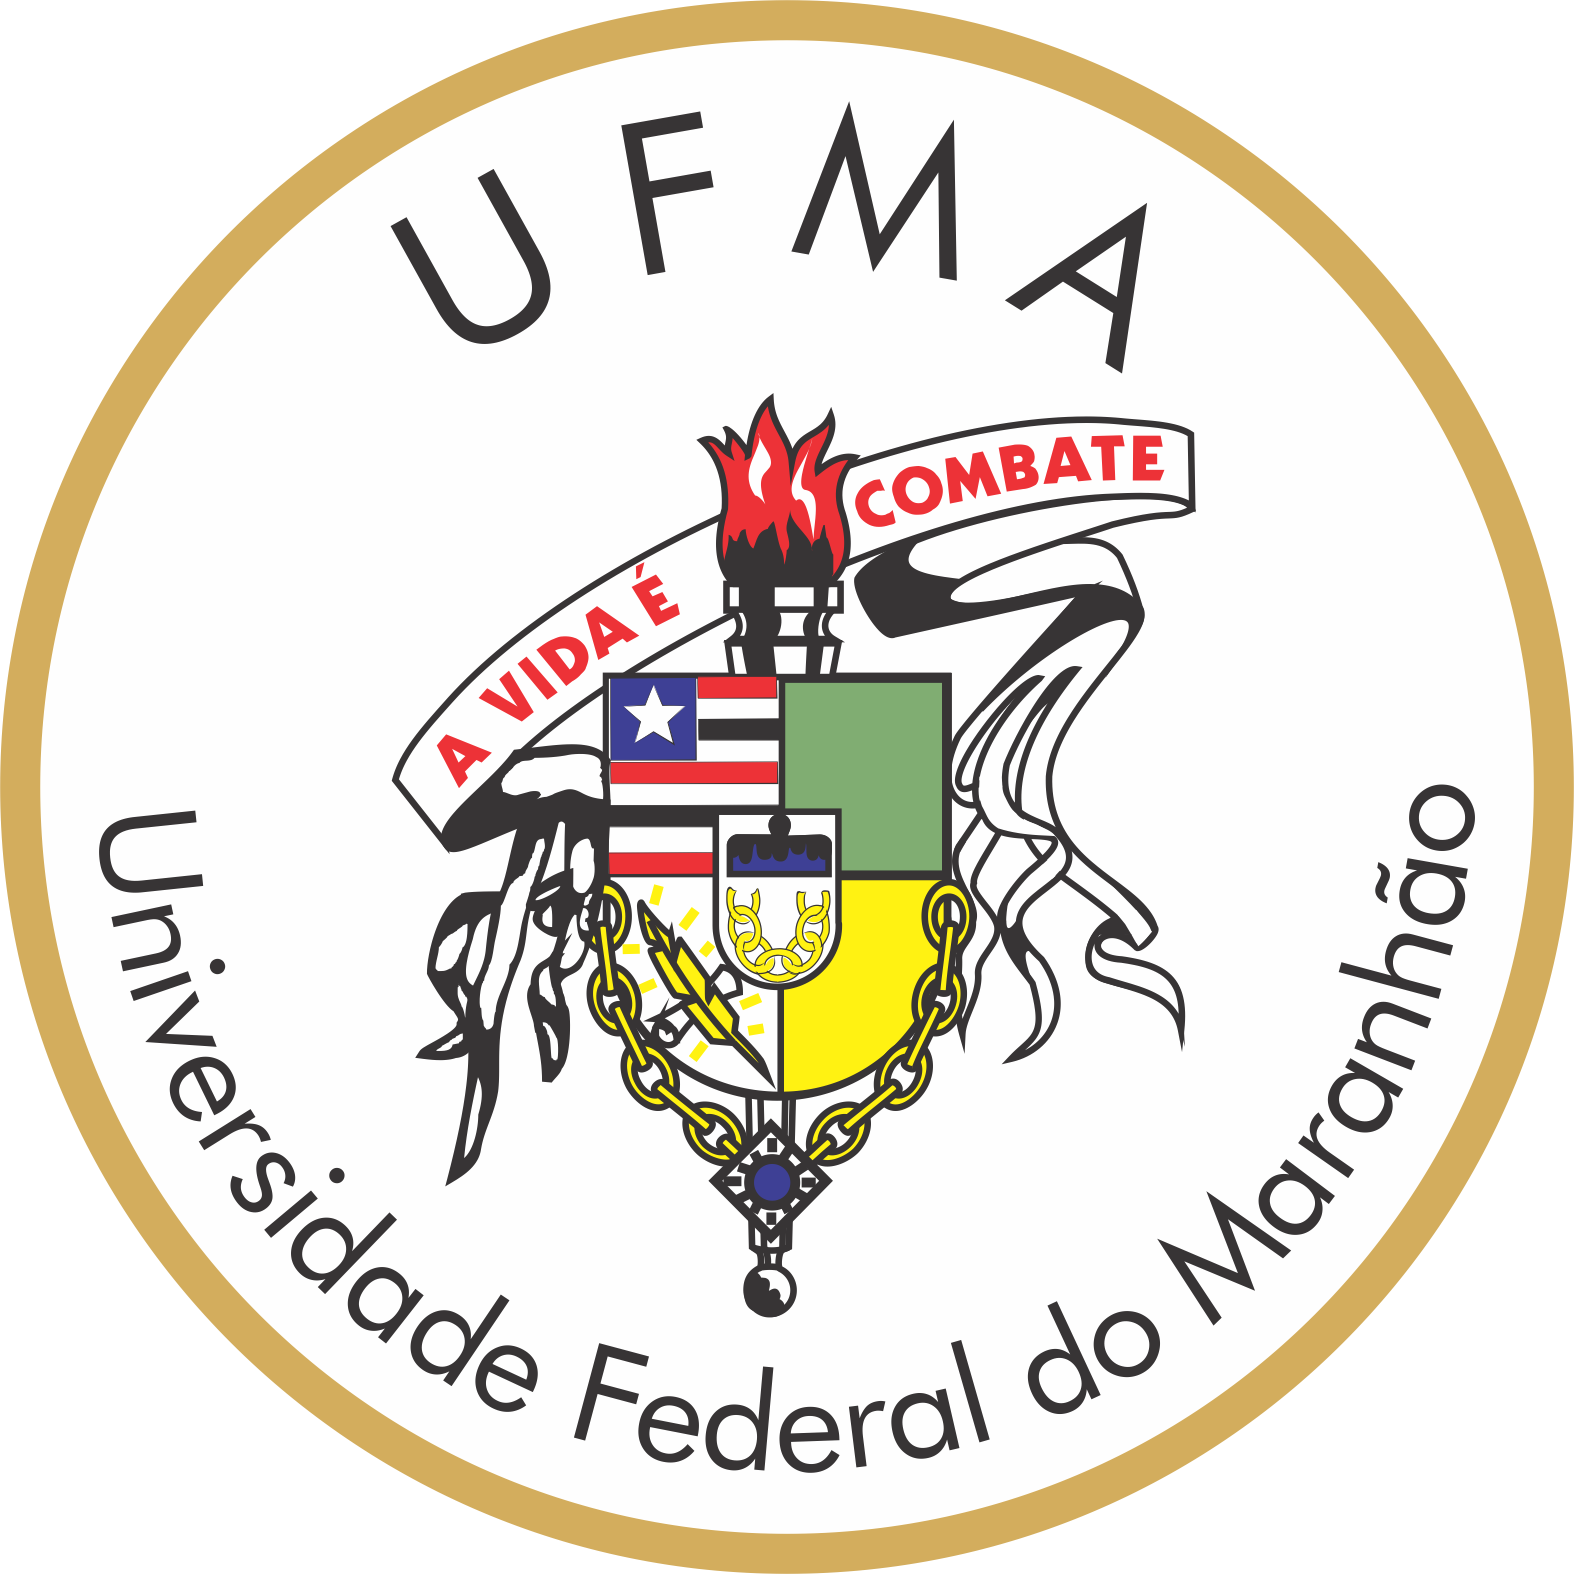 UFMA
A VIDA É COMBATE
Universidade Federal do Maranhão